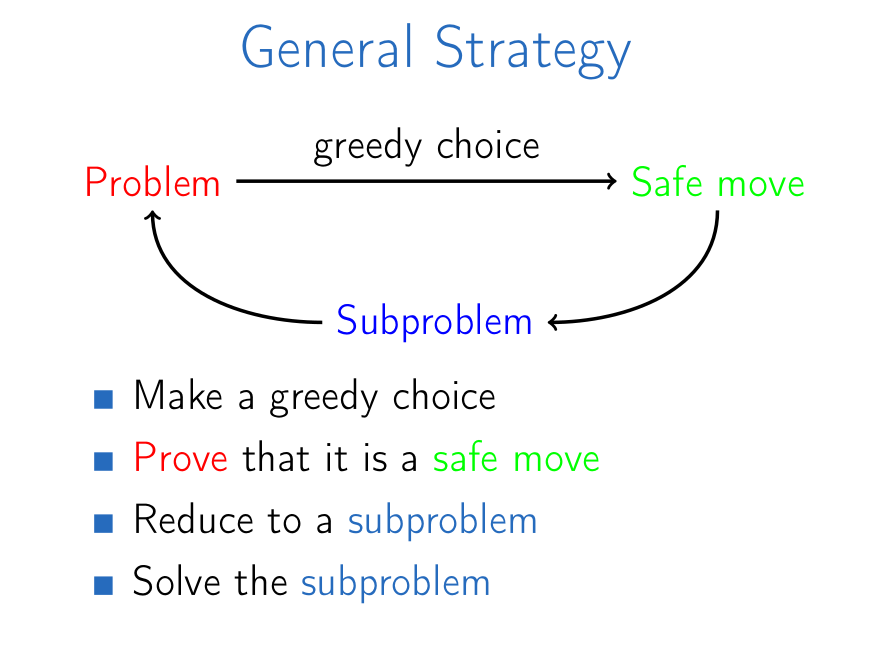 General Strategy
greedy choice
Problem
Safe move
Subproblem
Make a greedy choice
Prove that it is a safe move
Reduce to a subproblem
Solve the subproblem